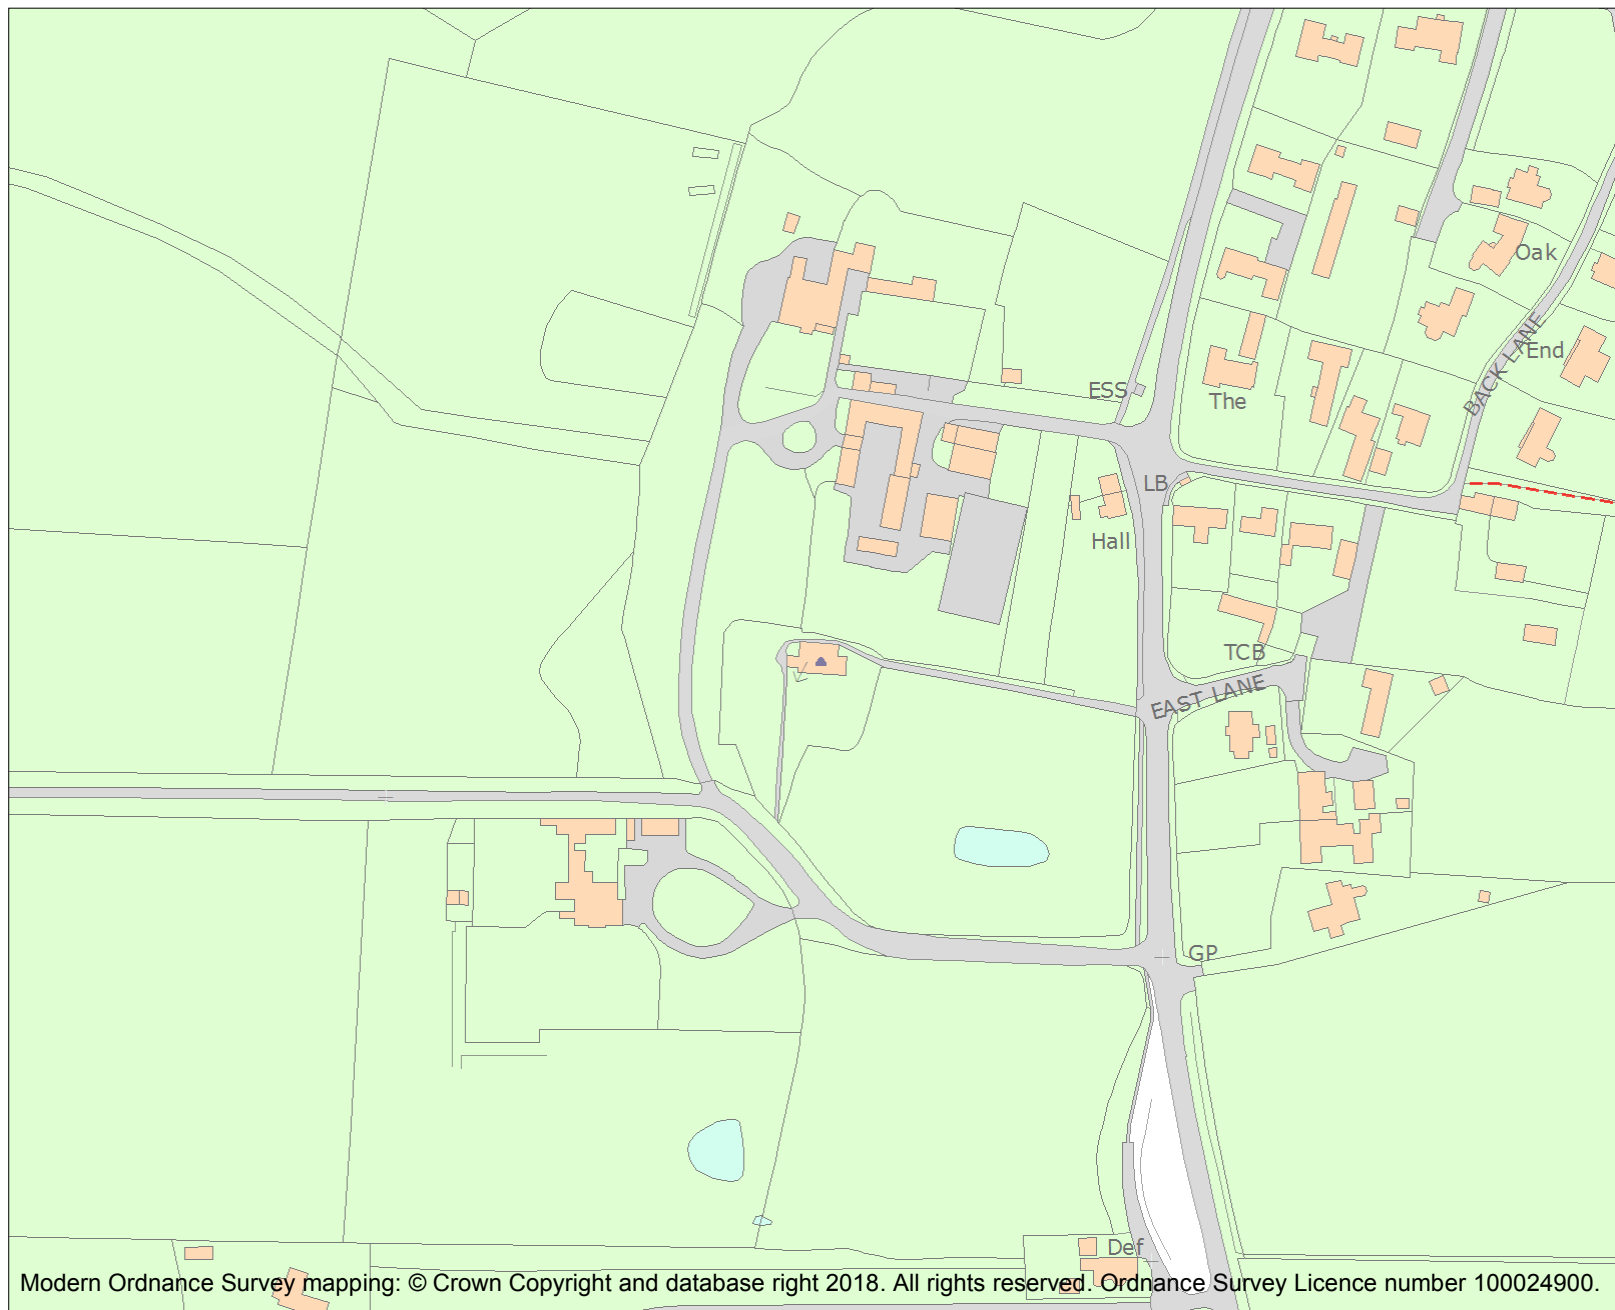 Oak
BACK LANE
End
ESS
The
LB
Hall
TCB
EAST LANE
GP
Def
Modern Ordnance Survey mapping: © Crown Copyright and database right 2018. All rights reserved. Ordnance Survey Licence number 100024900.